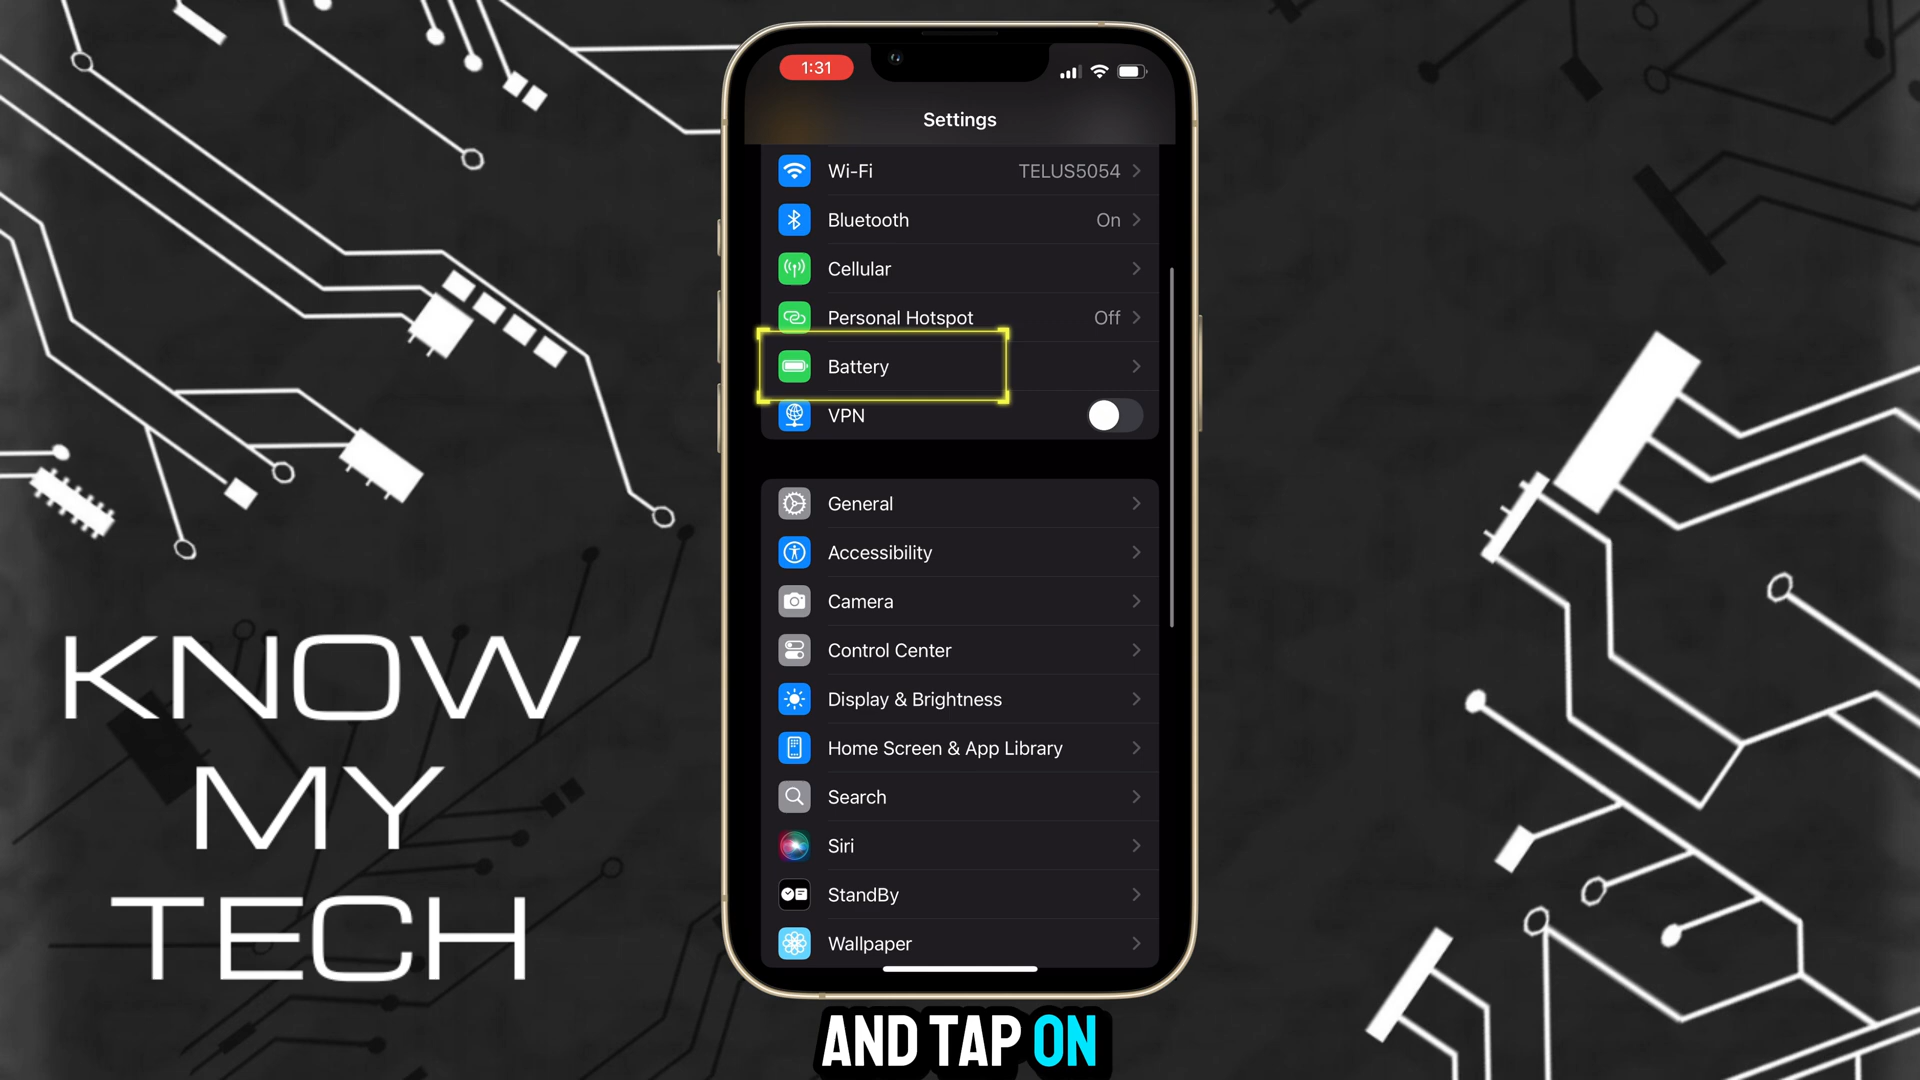 1:31
Settings
Wi-Fi TELUS5054
Bluetooth On
Cellular
Personal Hotspot Off
Battery
VPN
General
Accessibility
Camera
Control Center
Display & Brightness
Home Screen & App Library
Search
Siri
StandBy
Wallpaper
KNOW
MY
TECH
AND TAP ON